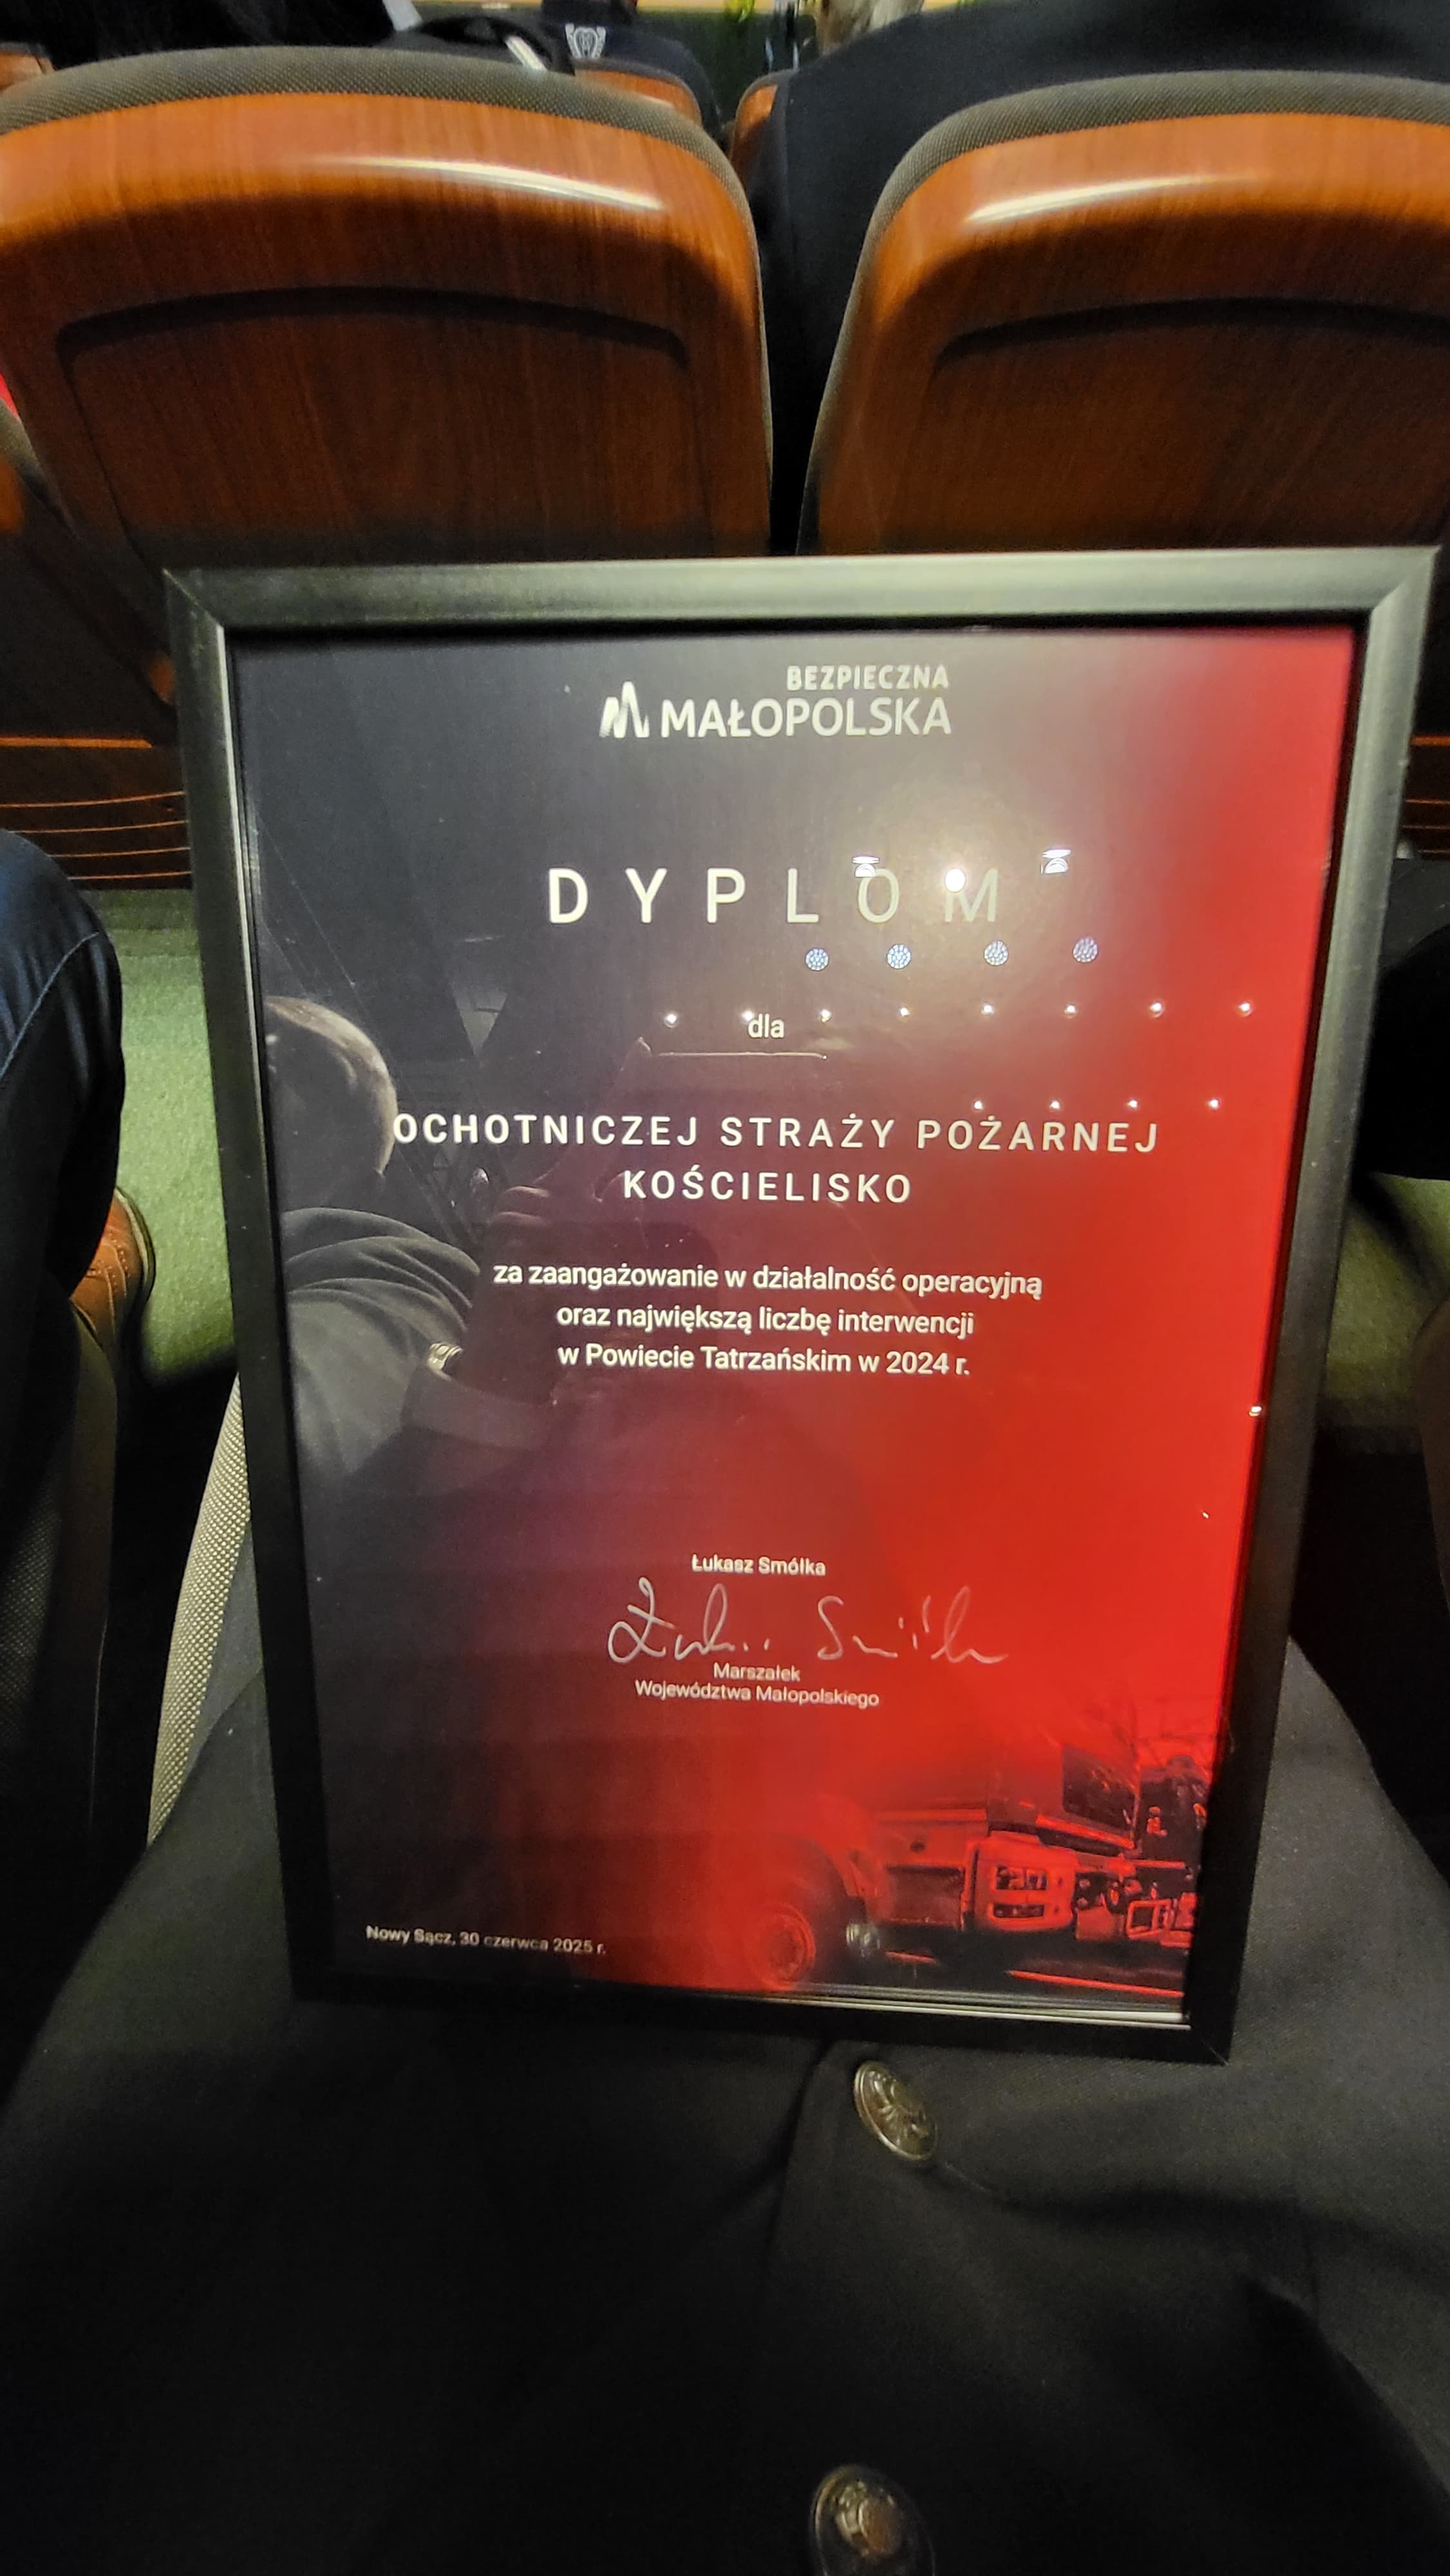 BEZPIECZNA
MAŁOPOLSKA
DYPLOM
dla
OCHOTNICZEJ STRAŻY POŻARNEJ
KOŚCIELISKO
za zaangażowanie w działalność operacyjną
oraz największą liczbę interwencji
w Powiecie Tatrzańskim w 2024 r.
Łukasz Smółka
Marszałek
Województwa Małopolskiego
Nowy Sącz, 30 czerwca 2025 r.